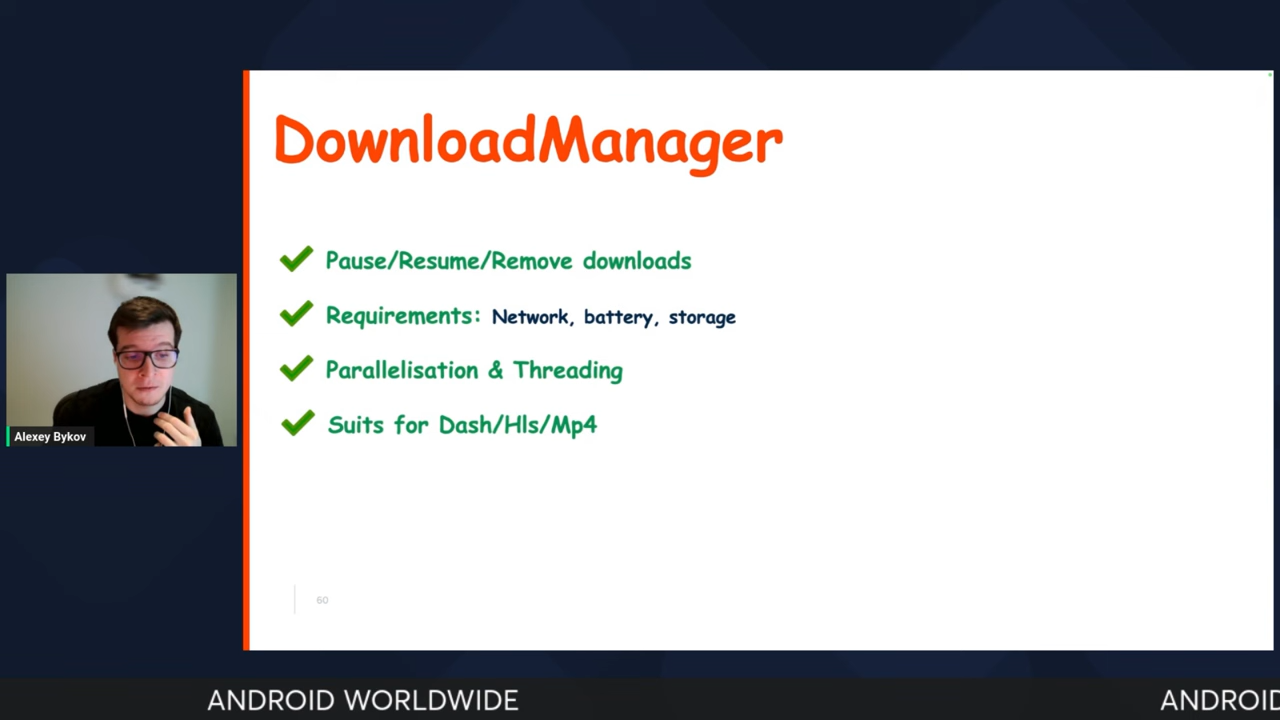 DownloadManager
Pause/Resume/Remove downloads
Requirements: Network, battery, storage
Parallelisation & Threading
Suits for Dash/Hls/Mp4
60
Alexey Bykov
ANDROID WORLDWIDE
ANDROID